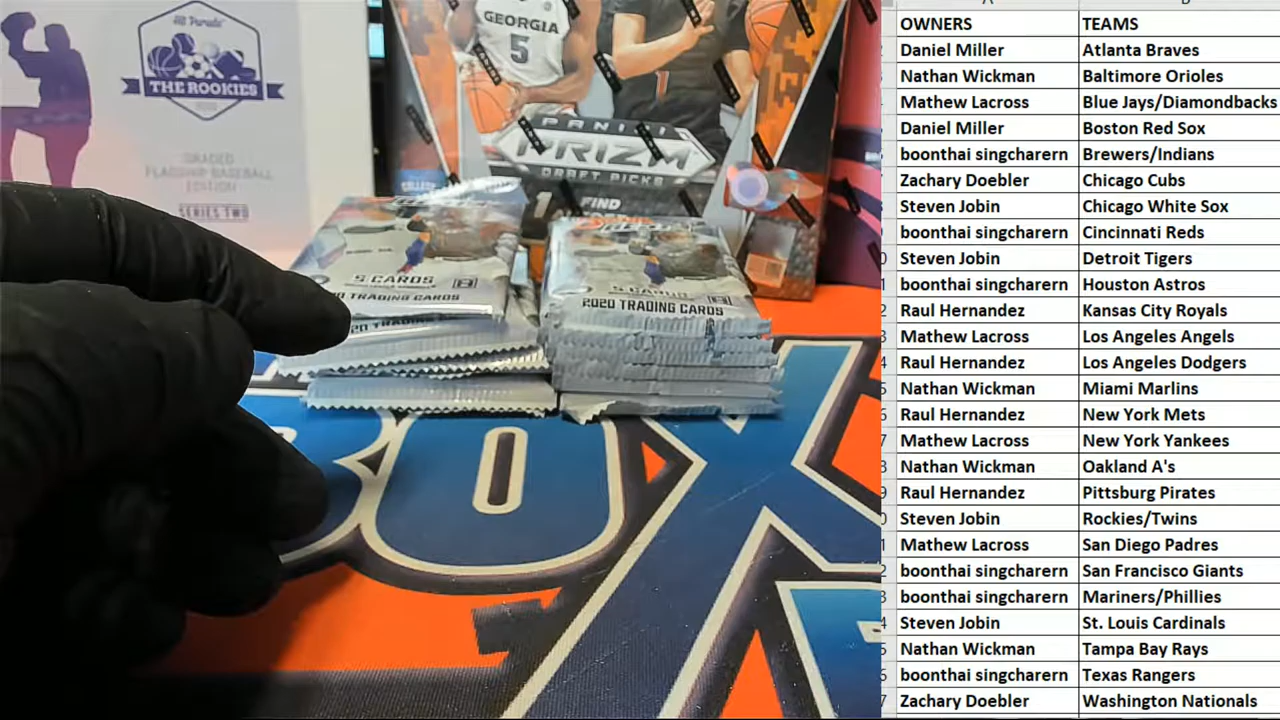 GEORGIA
5
1
THE ROOKIES
GRADED
FLAGSHIP BASEBALL
EDITION
SERIES TWO
PANINI
PRIZM
DRAFT PICKS
FIND
5 CARDS
TRADING CARDS
5 CARDS
2020 TRADING CARDS
BOX
OWNERS TEAMS
Daniel Miller Atlanta Braves
Nathan Wickman Baltimore Orioles
Mathew Lacross Blue Jays/Diamondbacks
Daniel Miller Boston Red Sox
boonthai singcharern Brewers/Indians
Zachary Doebler Chicago Cubs
Steven Jobin Chicago White Sox
boonthai singcharern Cincinnati Reds
Steven Jobin Detroit Tigers
boonthai singcharern Houston Astros
Raul Hernandez Kansas City Royals
Mathew Lacross Los Angeles Angels
Raul Hernandez Los Angeles Dodgers
Nathan Wickman Miami Marlins
Raul Hernandez New York Mets
Mathew Lacross New York Yankees
Nathan Wickman Oakland A's
Raul Hernandez Pittsburg Pirates
Steven Jobin Rockies/Twins
Mathew Lacross San Diego Padres
boonthai singcharern San Francisco Giants
boonthai singcharern Mariners/Phillies
Steven Jobin St. Louis Cardinals
Nathan Wickman Tampa Bay Rays
boonthai singcharern Texas Rangers
Zachary Doebler Washington Nationals